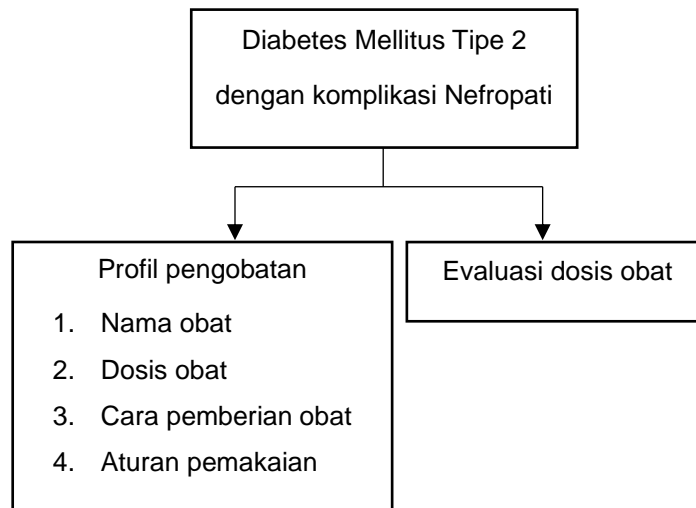 Diabetes Mellitus Tipe 2
dengan komplikasi Nefropati
Profil pengobatan
1. Nama obat
2. Dosis obat
3. Cara pemberian obat
4. Aturan pemakaian
Evaluasi dosis obat